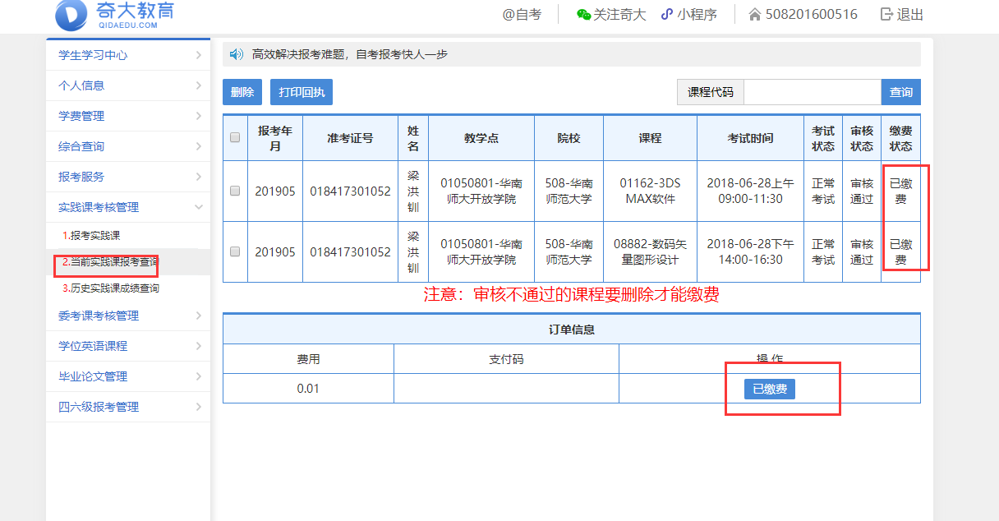 奇大教育
QIDAEDU.COM
@自考
关注奇大
小程序
508201600516
退出
学生学习中心
个人信息
学费管理
综合查询
报考服务
实践课考核管理
1.报考实践课
2.当前实践课报考查询
3.历史实践课成绩查询
委考课考核管理
学位英语课程
毕业论文管理
四六级报考管理
高效解决报考难题，自考报考快人一步
删除
打印回执
课程代码
查询
报考年
月
准考证号
姓
名
教学点
院校
课程
考试时间
考试
状态
审核
状态
缴费
状态
201905
018417301052
梁
洪
钏
01050801-华南
师大开放学院
508-华南
师范大学
01162-3DS
MAX软件
2018-06-28上午
09:00-11:30
正常
考试
审核
通过
已缴
费
201905
018417301052
梁
洪
钏
01050801-华南
师大开放学院
508-华南
师范大学
08882-数码矢
量图形设计
2018-06-28下午
14:00-16:30
正常
考试
审核
通过
已缴
费
注意：审核不通过的课程要删除才能缴费
订单信息
费用
支付码
操 作
0.01
已缴费